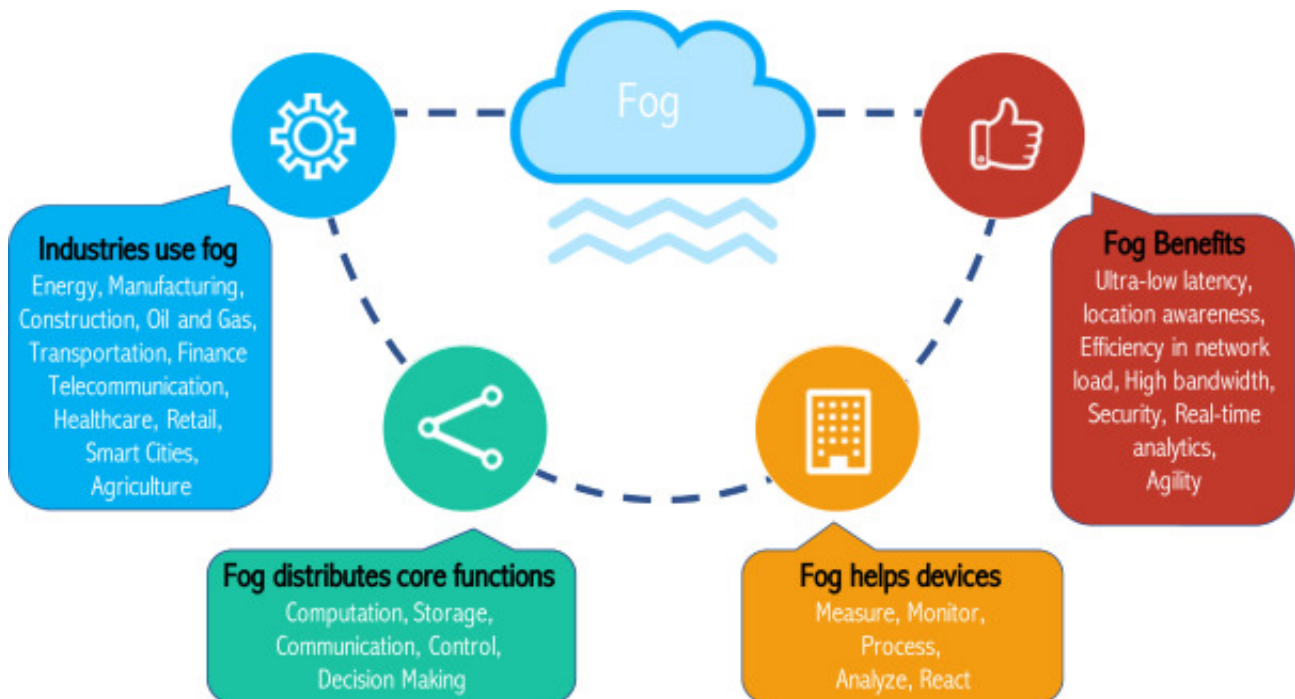 Fog
Industries use fog
Energy, Manufacturing,
Construction, Oil and Gas,
Transportation, Finance
Telecommunication,
Healthcare, Retail,
Smart Cities,
Agriculture
Fog distributes core functions
Computation, Storage,
Communication, Control,
Decision Making
Fog helps devices
Measure, Monitor,
Process,
Analyze, React
Fog Benefits
Ultra-low latency,
location awareness,
Efficiency in network
load, High bandwidth,
Security, Real-time
analytics,
Agility